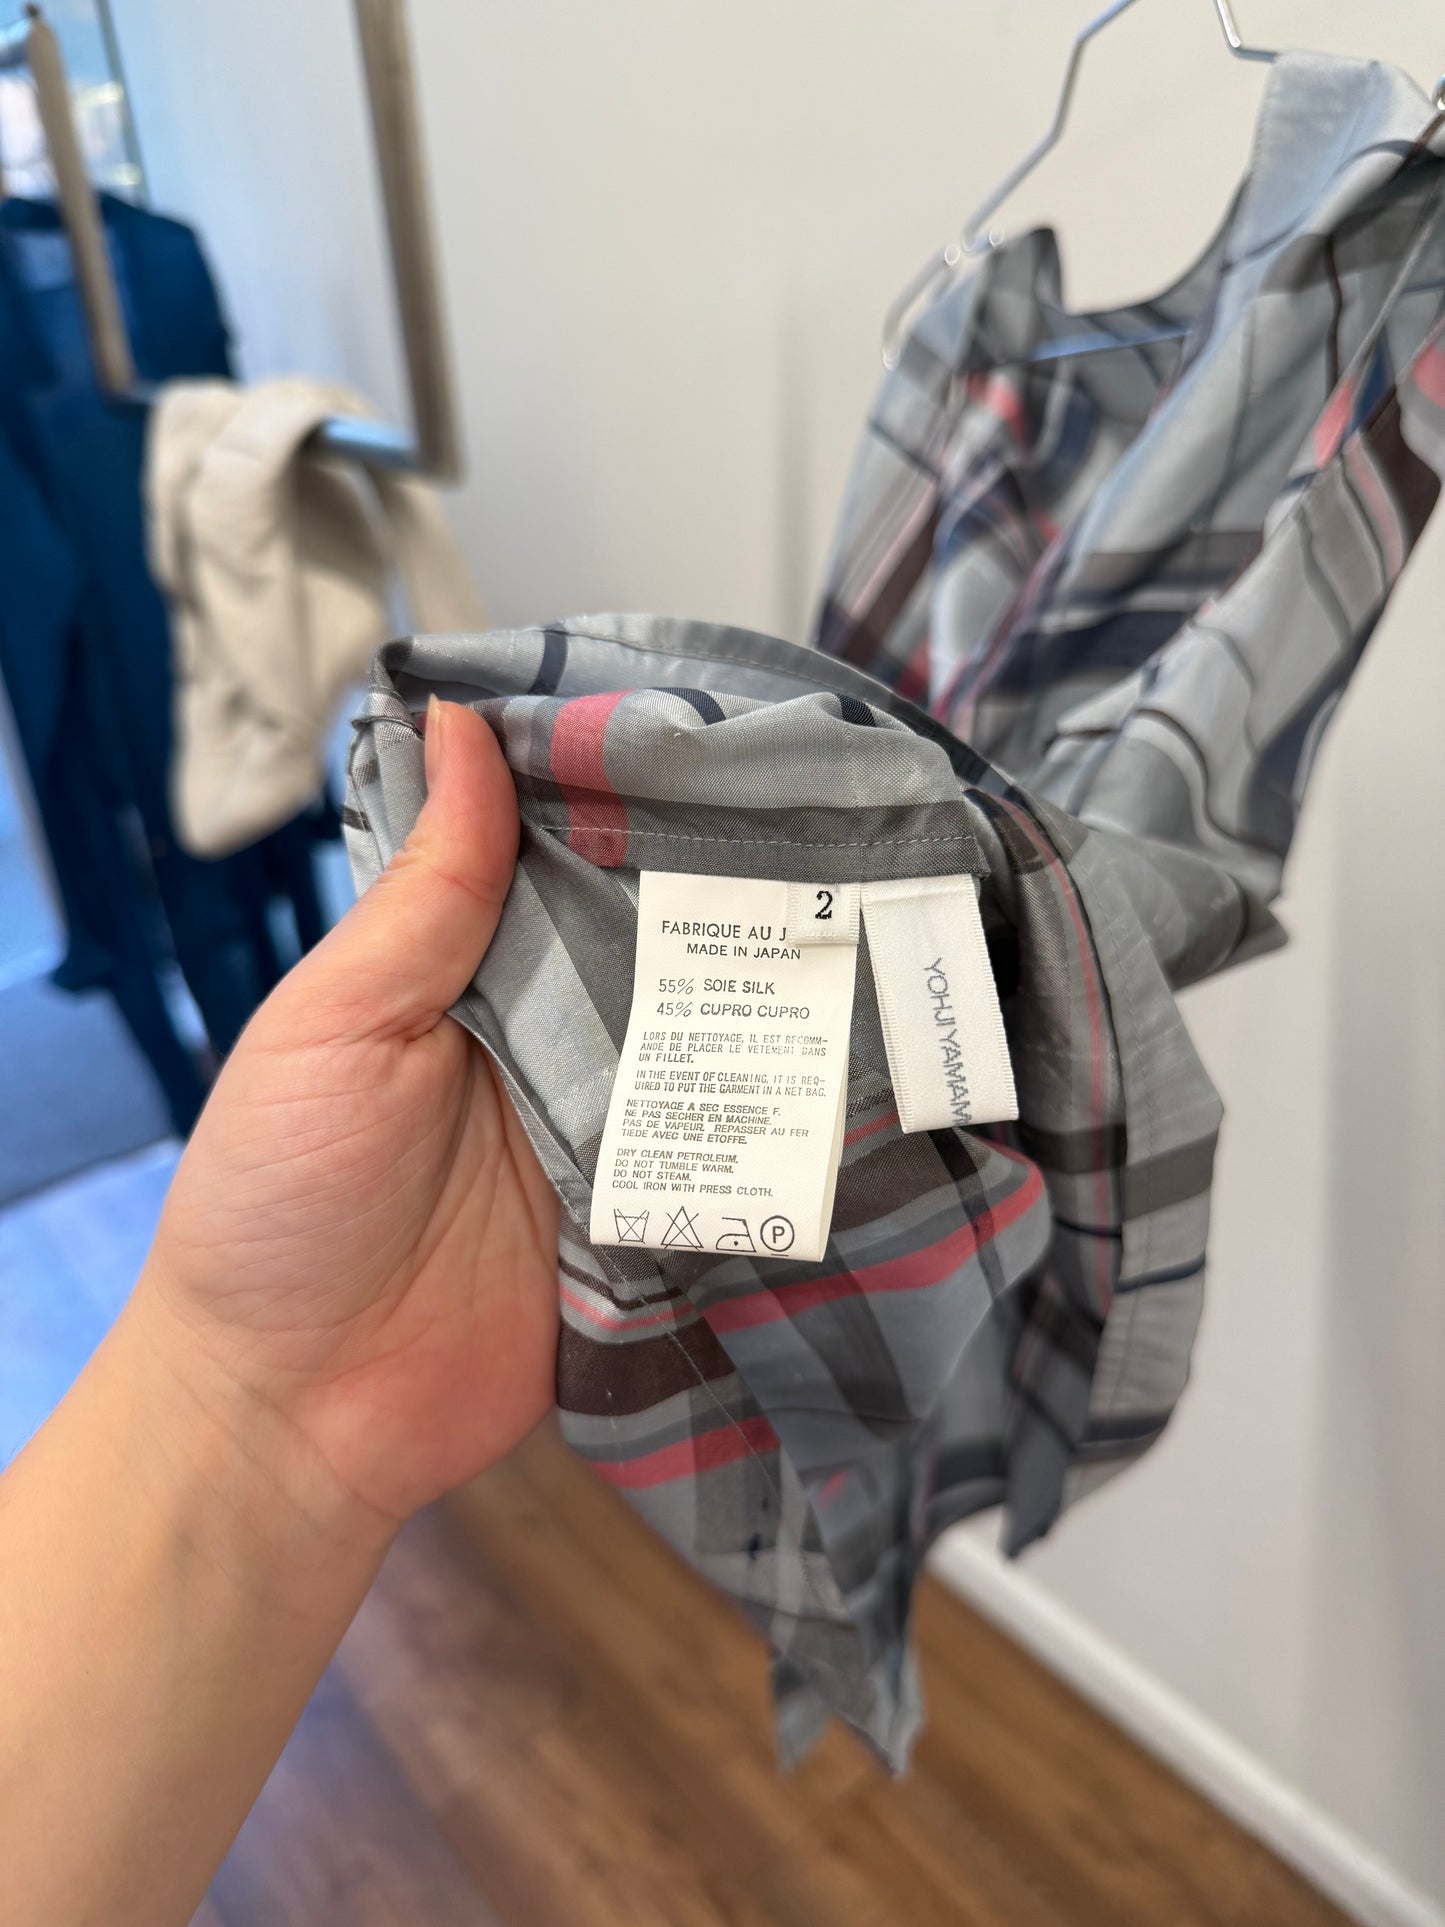 2
FABRIQUE AU J
MADE IN JAPAN
55% SOIE SILK
45% CUPRO CUPRO
LORS DU NETTOYAGE, IL EST RECOMM-
ANDE DE PLACER LE VETEMENT DANS
UN FILLET.
IN THE EVENT OF CLEANING, IT IS REQ-
UIRED TO PUT THE GARMENT IN A NET BAG.
NETTOYAGE A SEC ESSENCE F.
NE PAS SECHER EN MACHINE.
PAS DE VAPEUR. REPASSER AU FER
TIEDE AVEC UNE ETOFFE.
DRY CLEAN PETROLEUM.
DO NOT TUMBLE WARM.
DO NOT STEAM.
COOL IRON WITH PRESS CLOTH.
P
YOHJI YAMAM